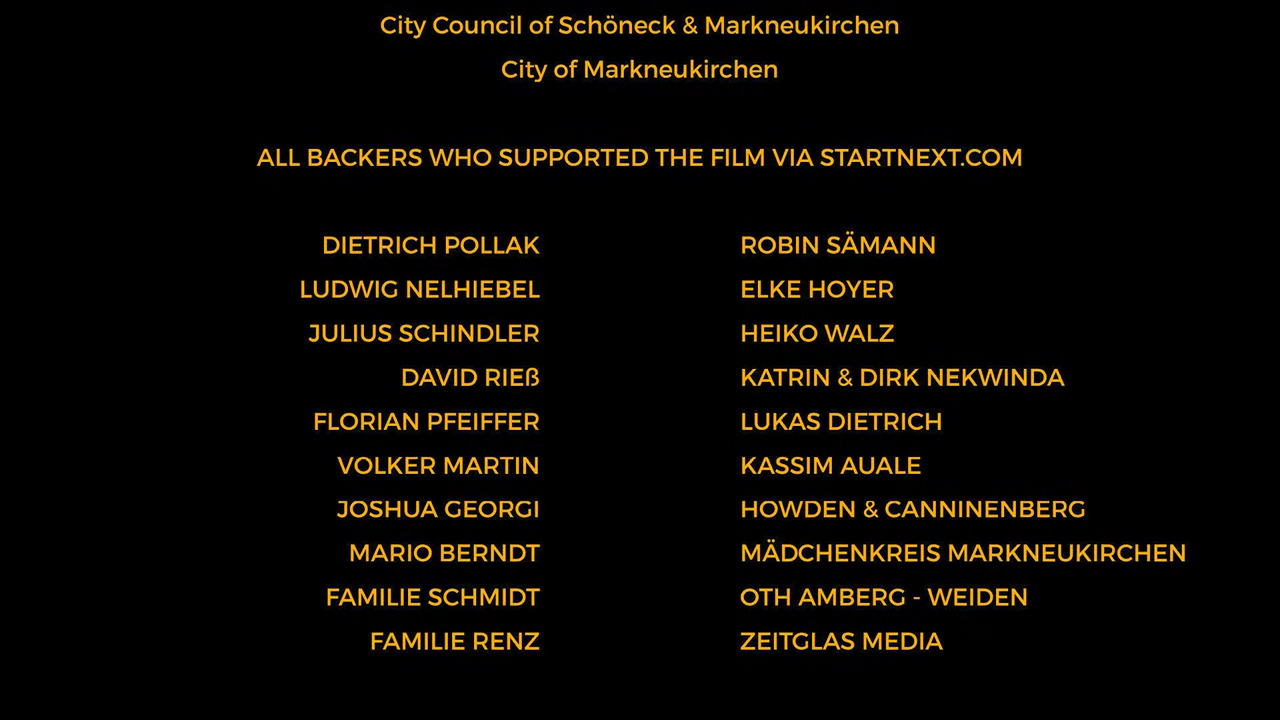 City Council of Schöneck & Markneukirchen
City of Markneukirchen
ALL BACKERS WHO SUPPORTED THE FILM VIA STARTNEXT.COM
DIETRICH POLLAK ROBIN SÄMANN
LUDWIG NELHIEBEL ELKE HOYER
JULIUS SCHINDLER HEIKO WALZ
DAVID RIEß KATRIN & DIRK NEKWINDA
FLORIAN PFEIFFER LUKAS DIETRICH
VOLKER MARTIN KASSIM AUALE
JOSHUA GEORGI HOWDEN & CANNINENBERG
MARIO BERNDT MÄDCHENKREIS MARKNEUKIRCHEN
FAMILIE SCHMIDT OTH AMBERG - WEIDEN
FAMILIE RENZ ZEITGLAS MEDIA